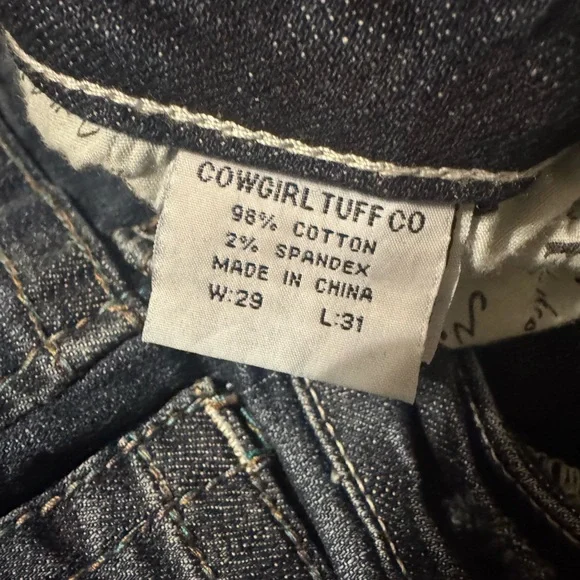 COWGIRL TUFF CO
98% COTTON
2% SPANDEX
MADE IN CHINA
W:29 L:31